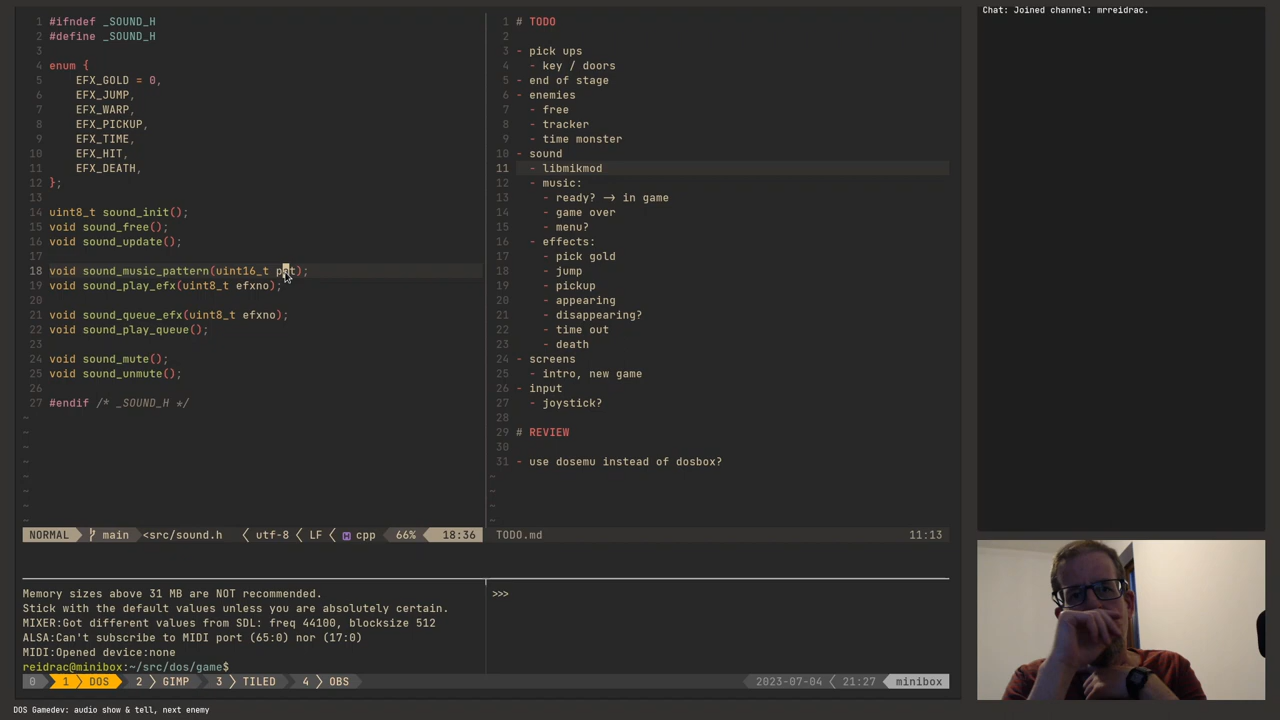 1 #ifndef _SOUND_H
2 #define _SOUND_H
3
4 enum {
5 EFX_GOLD = 0,
6 EFX_JUMP,
7 EFX_WARP,
8 EFX_PICKUP,
9 EFX_TIME,
10 EFX_HIT,
11 EFX_DEATH,
12 };
13
14 uint8_t sound_init();
15 void sound_free();
16 void sound_update();
17
18 void sound_music_pattern(uint16_t pat);
19 void sound_play_efx(uint8_t efxno);
20
21 void sound_queue_efx(uint8_t efxno);
22 void sound_play_queue();
23
24 void sound_mute();
25 void sound_unmute();
26
27 #endif /* _SOUND_H */
~
~
~
~
~
~
~
~
NORMAL main <src/sound.h utf-8 < LF < cpp 66% 18:36
1 # TODO
2
3 - pick ups
4 - key / doors
5 - end of stage
6 - enemies
7 - free
8 - tracker
9 - time monster
10 - sound
11 - libmikmod
12 - music:
13 - ready? → in game
14 - game over
15 - menu?
16 - effects:
17 - pick gold
18 - jump
19 - pickup
20 - appearing
21 - disappearing?
22 - time out
23 - death
24 - screens
25 - intro, new game
26 - input
27 - joystick?
28
29 # REVIEW
30
31 - use dosemu instead of dosbox?
~
~
~
~
TODO.md 11:13
Memory sizes above 31 MB are NOT recommended.
Stick with the default values unless you are absolutely certain.
MIXER:Got different values from SDL: freq 44100, blocksize 512
ALSA:Can't subscribe to MIDI port (65:0) nor (17:0)
MIDI:Opened device:none
reidrac@minibox:~/src/dos/game$
>>>
0 1 > DOS 2 > GIMP 3 > TILED 4 > OBS 2023-07-04 < 21:27 minibox
Chat: Joined channel: mrreidrac.
DOS Gamedev: audio show & tell, next enemy